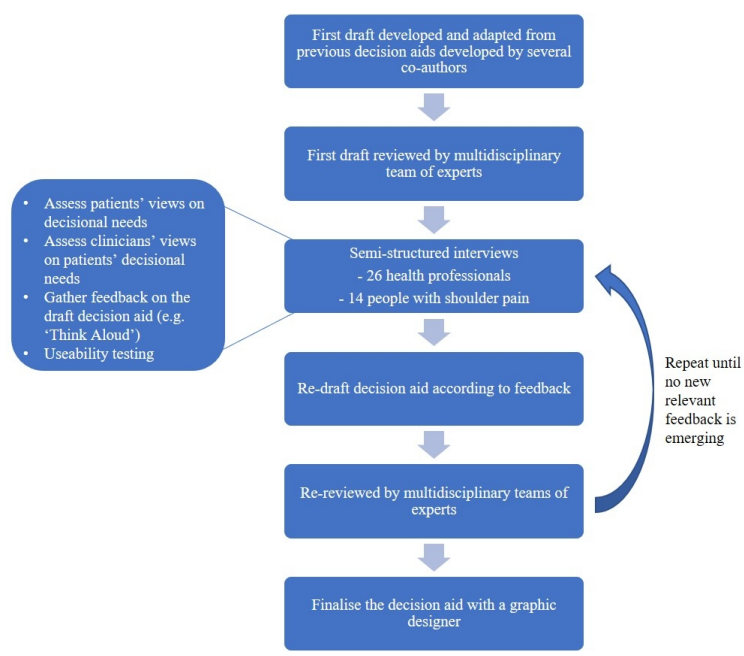 First draft developed and adapted from
previous decision aids developed by several
co-authors
First draft reviewed by multidisciplinary
team of experts
• Assess patients’ views on
decisional needs
• Assess clinicians’ views
on patients’ decisional
needs
• Gather feedback on the
draft decision aid (e.g.
‘Think Aloud’)
• Useability testing
Semi-structured interviews
- 26 health professionals
- 14 people with shoulder pain
Re-draft decision aid according to feedback
Repeat until
no new
relevant
feedback is
emerging
Re-reviewed by multidisciplinary teams of
experts
Finalise the decision aid with a graphic
designer